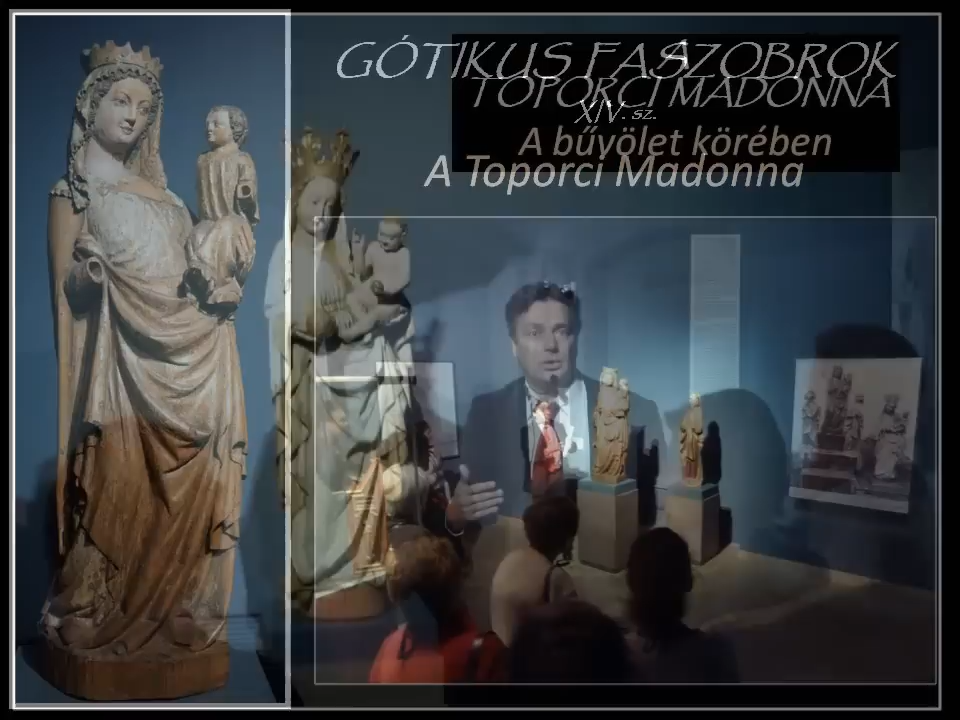 GÓTIKUS FASZOBROK
TOPORCI MADONNA
XIV. sz.
A bűvölet körében
A Toporci Madonna